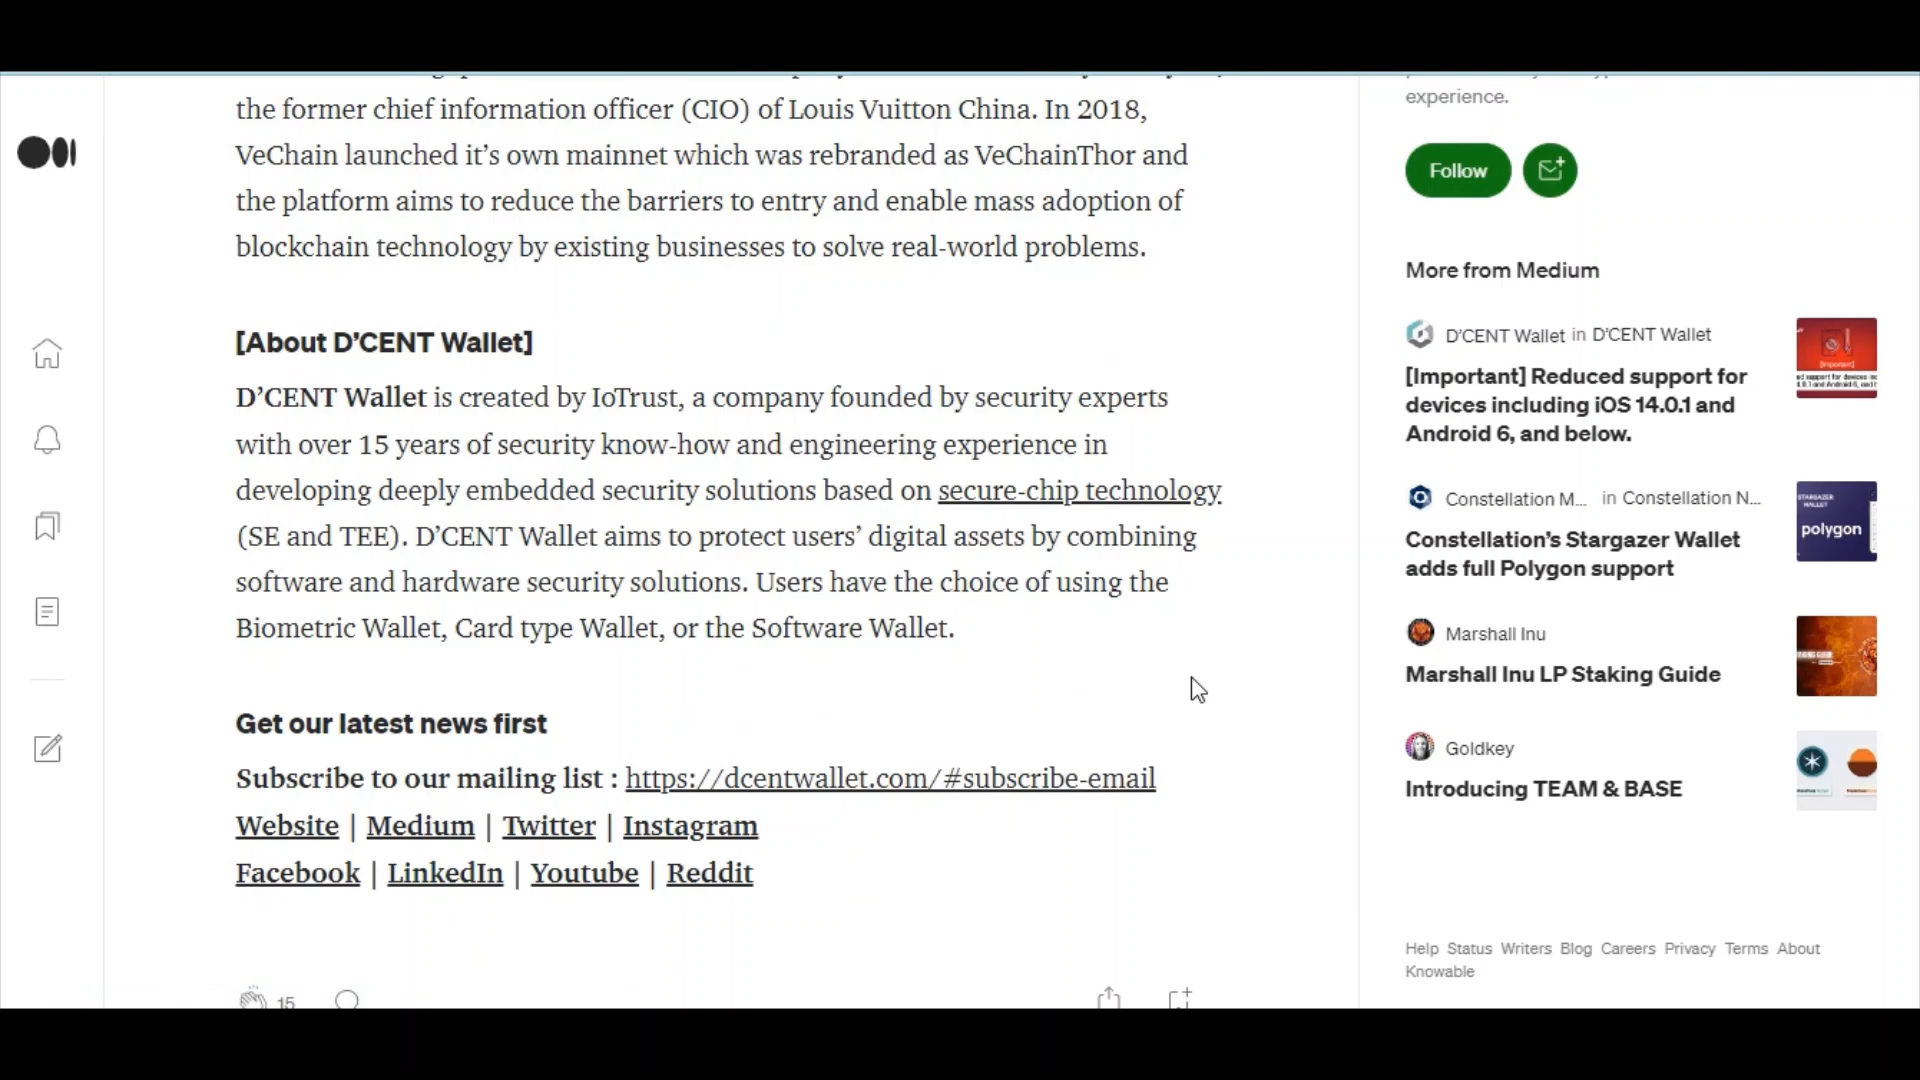 the former chief information officer (CIO) of Louis Vuitton China. In 2018,
VeChain launched it’s own mainnet which was rebranded as VeChainThor and
the platform aims to reduce the barriers to entry and enable mass adoption of
blockchain technology by existing businesses to solve real-world problems.
[About D’CENT Wallet]
D’CENT Wallet is created by IoTrust, a company founded by security experts
with over 15 years of security know-how and engineering experience in
developing deeply embedded security solutions based on secure-chip technology
(SE and TEE). D’CENT Wallet aims to protect users’ digital assets by combining
software and hardware security solutions. Users have the choice of using the
Biometric Wallet, Card type Wallet, or the Software Wallet.
Get our latest news first
Subscribe to our mailing list : https://dcentwallet.com/#subscribe-email
Website | Medium | Twitter | Instagram
Facebook | LinkedIn | Youtube | Reddit
15
experience.
Follow
More from Medium
D’CENT Wallet in D’CENT Wallet
[Important] Reduced support for
devices including iOS 14.0.1 and
Android 6, and below.
[Important]
Constellation M... in Constellation N...
Constellation’s Stargazer Wallet
adds full Polygon support
STARGAZER
WALLET
polygon
Marshall Inu
Marshall Inu LP Staking Guide
Goldkey
Introducing TEAM & BASE
Help Status Writers Blog Careers Privacy Terms About
Knowable